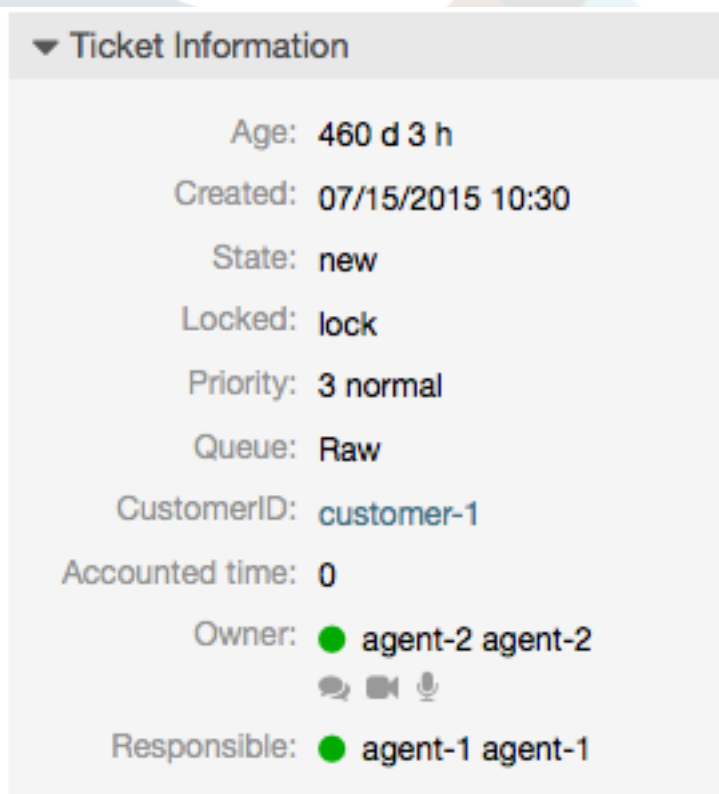 Ticket Information
Age: 460 d 3 h
Created: 07/15/2015 10:30
State: new
Locked: lock
Priority: 3 normal
Queue: Raw
CustomerID: customer-1
Accounted time: 0
Owner: agent-2 agent-2
Responsible: agent-1 agent-1